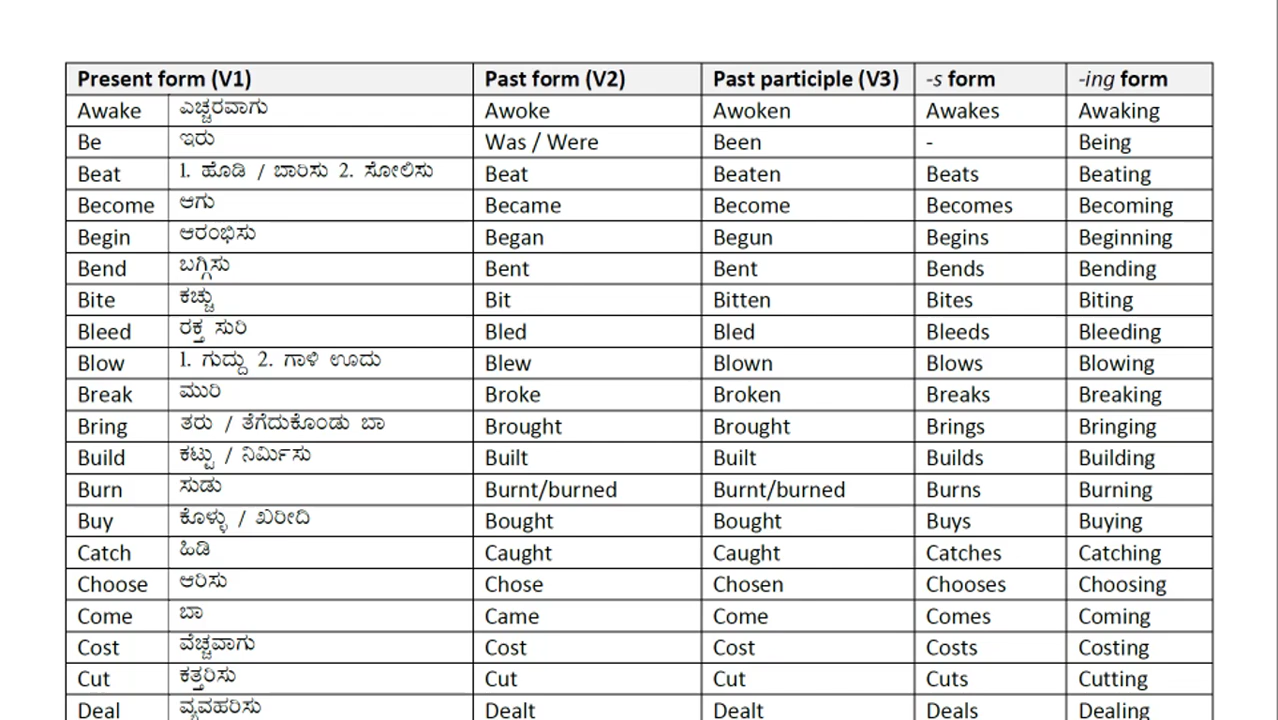 Present form (V1) Past form (V2) Past participle (V3) -s form -ing form
Awake ಎಚ್ಚರವಾಗು Awoke Awoken Awakes Awaking
Be ಇರು Was / Were Been - Being
Beat 1. ಹೊಡಿ / ಬಾರಿಸು 2. ಸೋಲಿಸು Beat Beaten Beats Beating
Become ಆಗು Became Become Becomes Becoming
Begin ಆರಂಭಿಸು Began Begun Begins Beginning
Bend ಬಗ್ಗಿಸು Bent Bent Bends Bending
Bite ಕಚ್ಚು Bit Bitten Bites Biting
Bleed ರಕ್ತ ಸುರಿ Bled Bled Bleeds Bleeding
Blow 1. ಗುದ್ದು 2. ಗಾಳಿ ಊದು Blew Blown Blows Blowing
Break ಮುರಿ Broke Broken Breaks Breaking
Bring ತರು / ತೆಗೆದುಕೊಂಡು ಬಾ Brought Brought Brings Bringing
Build ಕಟ್ಟು / ನಿರ್ಮಿಸು Built Built Builds Building
Burn ಸುಡು Burnt/burned Burnt/burned Burns Burning
Buy ಕೊಳ್ಳು / ಖರೀದಿ Bought Bought Buys Buying
Catch ಹಿಡಿ Caught Caught Catches Catching
Choose ಆರಿಸು Chose Chosen Chooses Choosing
Come ಬಾ Came Come Comes Coming
Cost ವೆಚ್ಚವಾಗು Cost Cost Costs Costing
Cut ಕತ್ತರಿಸು Cut Cut Cuts Cutting
Deal ವ್ಯವಹರಿಸು Dealt Dealt Deals Dealing